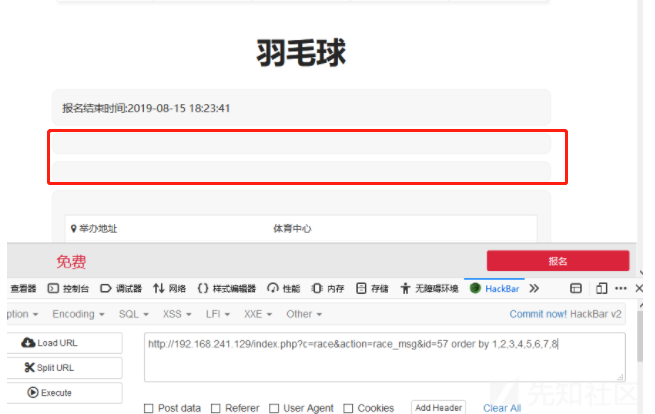 羽毛球
报名结束时间:2019-08-15 18:23:41
举办地址 体育中心
免费 报名
查看器 控制台 调试器 网络 样式编辑器 性能 内存 存储 无障碍环境 HackBar
ption Encoding SQL XSS LFI XXE Other Commit now! HackBar v2
Load URL http://192.168.241.129/index.php?c=race&action=race_msg&id=57 order by 1,2,3,4,5,6,7,8
Split URL
Execute
Post data Referer User Agent Cookies Add Header Clear All
先知社区